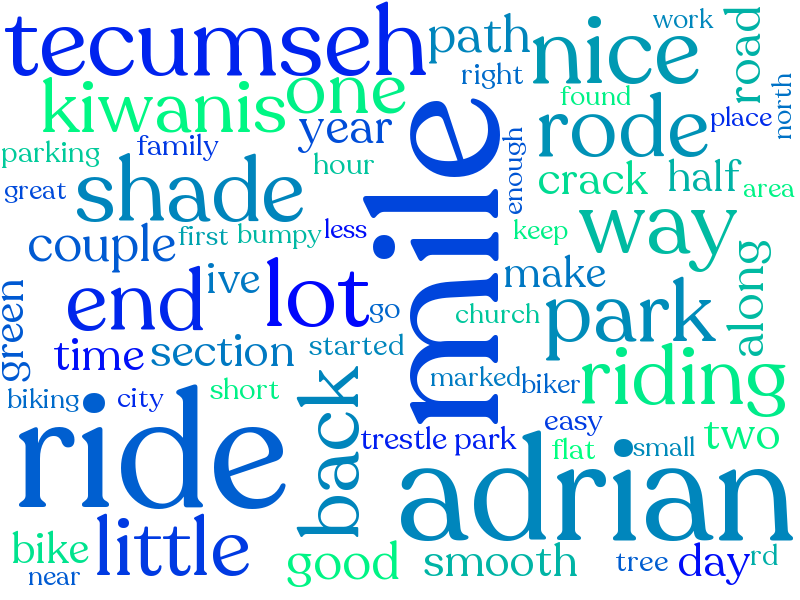 tecumseh
path
nice
work
road
right
kiwanis
one
found
north
year
mile
rode
place
parking
family
hour
enough
great
shade
crack
half
area
couple
first
bumpy
less
keep
way
ive
make
along
green
end
lot
go
church
park
time
section
started
biking
city
short
marked
biker
riding
ride
back
trestle park
easy
two
flat
small
adrian
bike
little
near
good
smooth
tree
day
rd